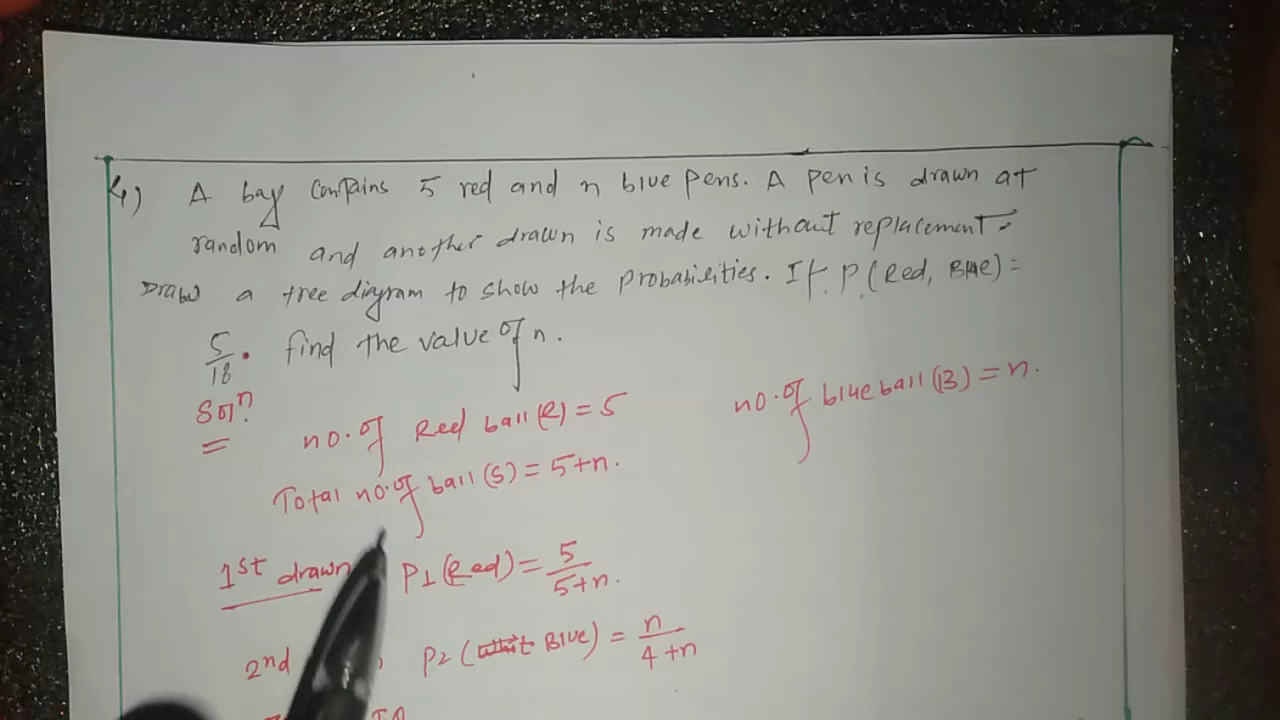 4) A bag contains 5 red and n blue pens. A pen is drawn at
random and another drawn is made without replacement.
Draw a tree diagram to show the probabilities. If P(Red, Blue) =
5/18. find the value of n.
Solⁿ
no. of Red ball (R) = 5 no. of blue ball (B) = n.
Total no. of ball (S) = 5+n.
1st drawn P1 (Red) = 5/5+n.
2nd P2 (Blue) = n/4+n